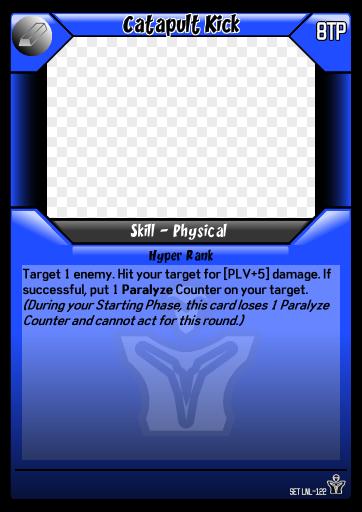 Catapult Kick
8TP
Skill - Physical
Hyper Rank
Target 1 enemy. Hit your target for [PLV+5] damage. If
successful, put 1 Paralyze Counter on your target.
(During your Starting Phase, this card loses 1 Paralyze
Counter and cannot act for this round.)
SET LNL-122